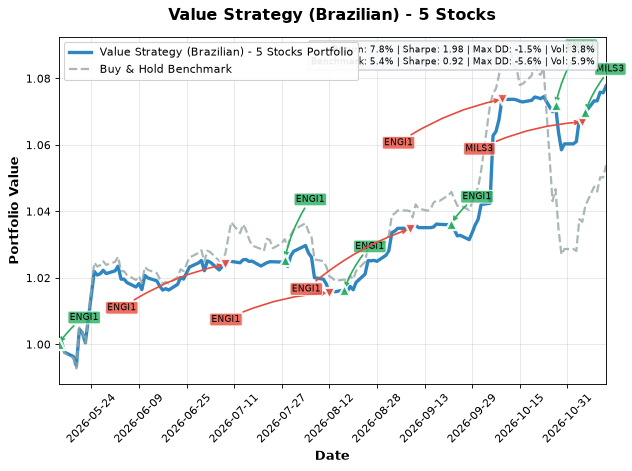 Value Strategy (Brazilian) - 5 Stocks
Value Strategy (Brazilian) - 5 Stocks Portfolio
Buy & Hold Benchmark
7.8% | Sharpe: 1.98 | Max DD: -1.5% | Vol: 3.8%
Benchmark: 5.4% | Sharpe: 0.92 | Max DD: -5.6% | Vol: 5.9%
MILS3
ENGI1
MILS3
ENGI1
ENGI1
ENGI1
ENGI1
ENGI1
ENGI1
ENGI1
ENGI1
1.08
1.06
1.04
1.02
1.00
Portfolio Value
2026-05-24
2026-06-09
2026-06-25
2026-07-11
2026-07-27
2026-08-12
2026-08-28
2026-09-13
2026-09-29
2026-10-15
2026-10-31
Date